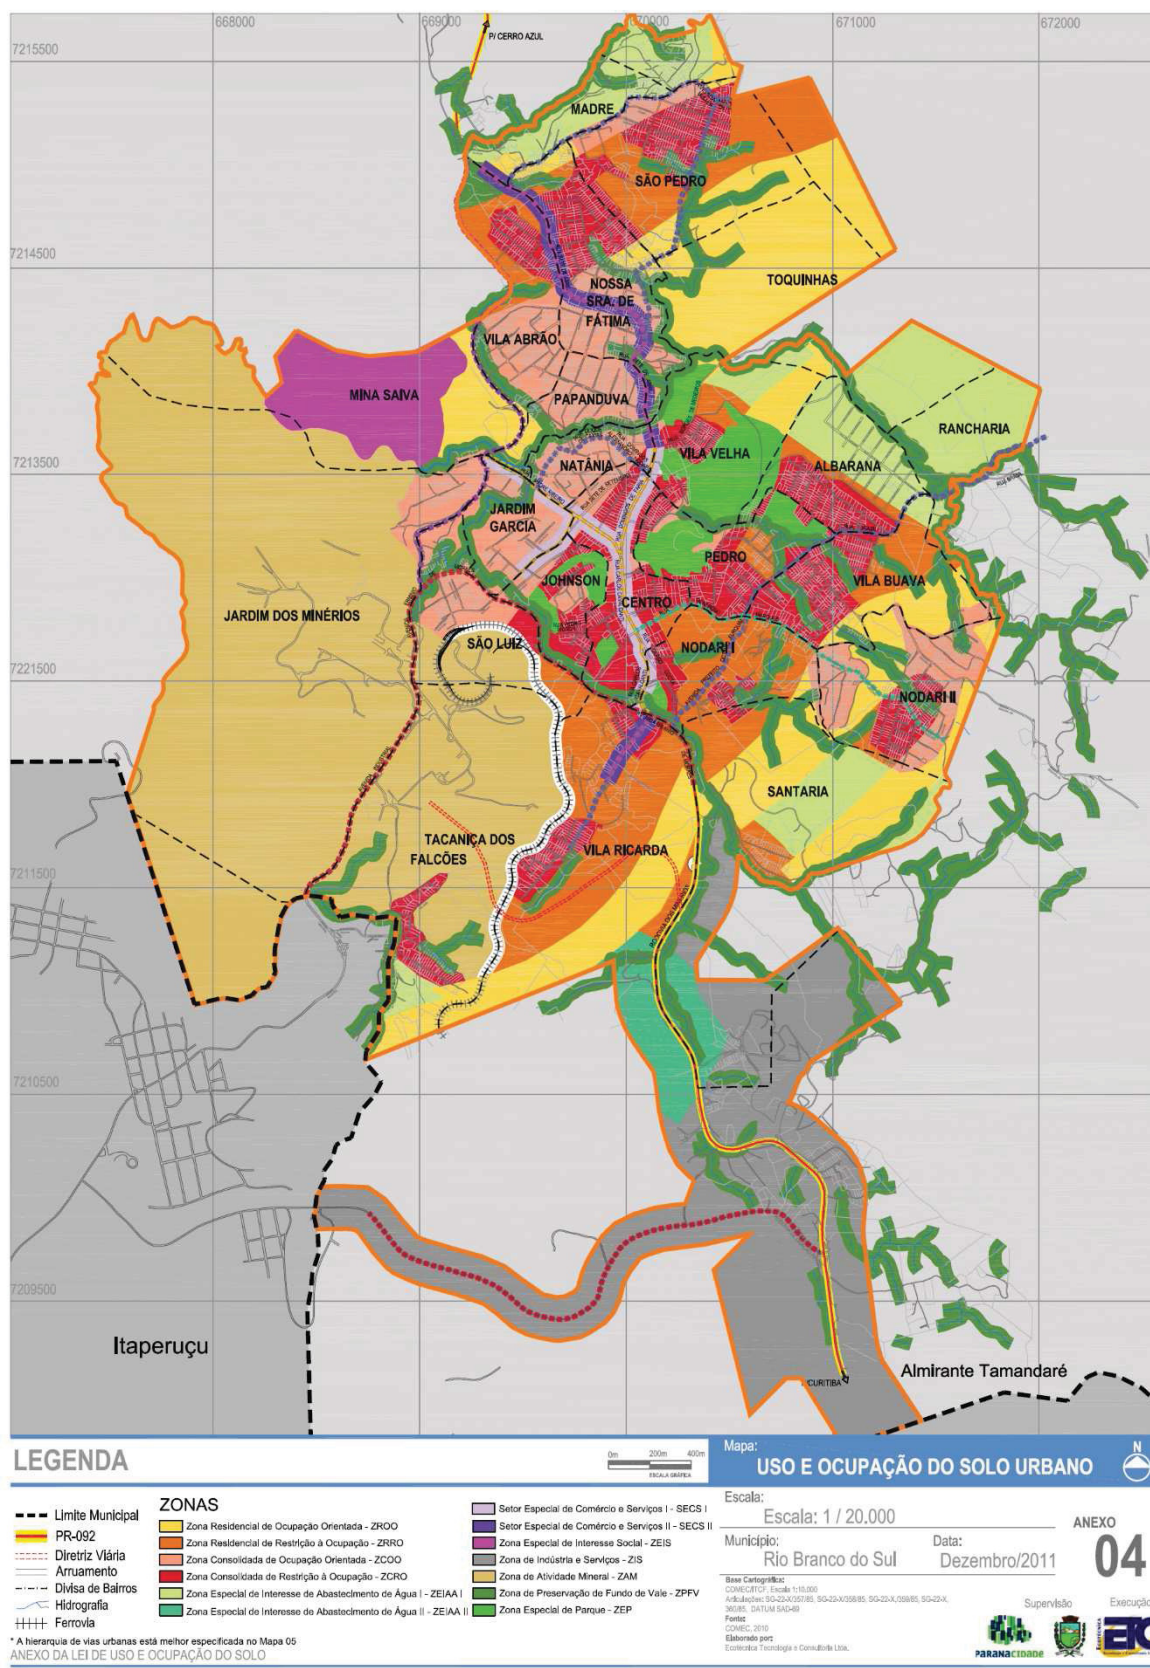 668000
669000
670000
671000
672000
7215500
P/ CERRO AZUL
MADRE
SÃO PEDRO
7214500
TOQUINHAS
NOSSA
SRA. DE
FÁTIMA
VILA ABRÃO
MINA SAIVA
PAPANDUVA
RANCHARIA
7213500
NATÂNIA
VILA VELHA
ALBARANA
JARDIM
GARCIA
JOHNSON
PEDRO
CENTRO
VILA BUAVA
JARDIM DOS MINÉRIOS
SÃO LUIZ
NODARI I
7221500
NODARI II
SANTARIA
TACANIÇA DOS
FALCÕES
VILA RICARDA
7211500
RODOVIA DOS MINÉRIOS
7210500
7209500
Itaperuçu
Almirante Tamandaré
P/CURITIBA
LEGENDA
0m 200m 400m
ESCALA GRÁFICA
Mapa:
USO E OCUPAÇÃO DO SOLO URBANO
N
Limite Municipal
PR-092
Diretriz Viária
Arruamento
Divisa de Bairros
Hidrografia
Ferrovia
ZONAS
Zona Residencial de Ocupação Orientada - ZROO
Zona Residencial de Restrição à Ocupação - ZRRO
Zona Consolidada de Ocupação Orientada - ZCOO
Zona Consolidada de Restrição à Ocupação - ZCRO
Zona Especial de Interesse de Abastecimento de Água I - ZEIAA I
Zona Especial de Interesse de Abastecimento de Água II - ZEIAA II
Setor Especial de Comércio e Serviços I - SECS I
Setor Especial de Comércio e Serviços II - SECS II
Zona Especial de Interesse Social - ZEIS
Zona de Indústria e Serviços - ZIS
Zona de Atividade Mineral - ZAM
Zona de Preservação de Fundo de Vale - ZPFV
Zona Especial de Parque - ZEP
Escala:
Escala: 1 / 20.000
Município:
Rio Branco do Sul
Data:
Dezembro/2011
ANEXO
04
Base Cartográfica:
Fonte:
COMEC, 2010
Elaborado por:
Ecotécnica Tecnologia e Consultoria Ltda.
Supervisão
Execução
PARANACIDADE
* A hierarquia de vias urbanas está melhor especificada no Mapa 05
ANEXO DA LEI DE USO E OCUPAÇÃO DO SOLO